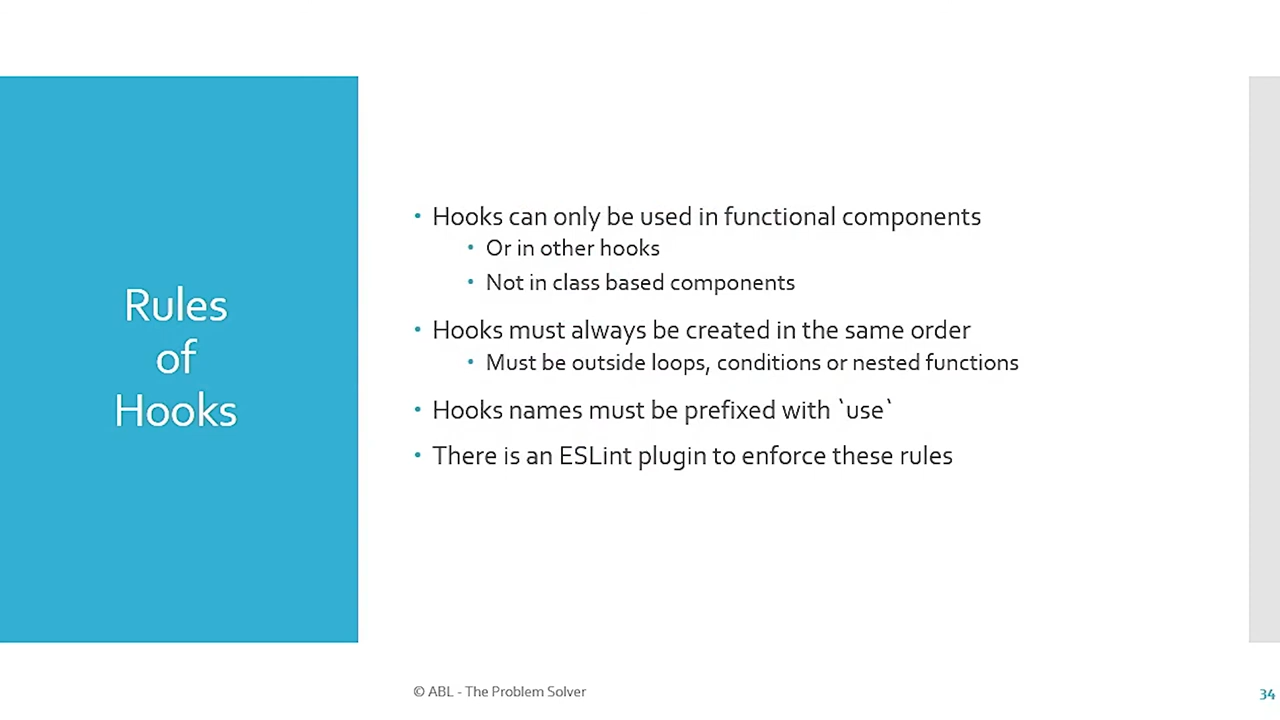 Rules
of
Hooks
• Hooks can only be used in functional components
• Or in other hooks
• Not in class based components
• Hooks must always be created in the same order
• Must be outside loops, conditions or nested functions
• Hooks names must be prefixed with `use`
• There is an ESLint plugin to enforce these rules
© ABL - The Problem Solver
34